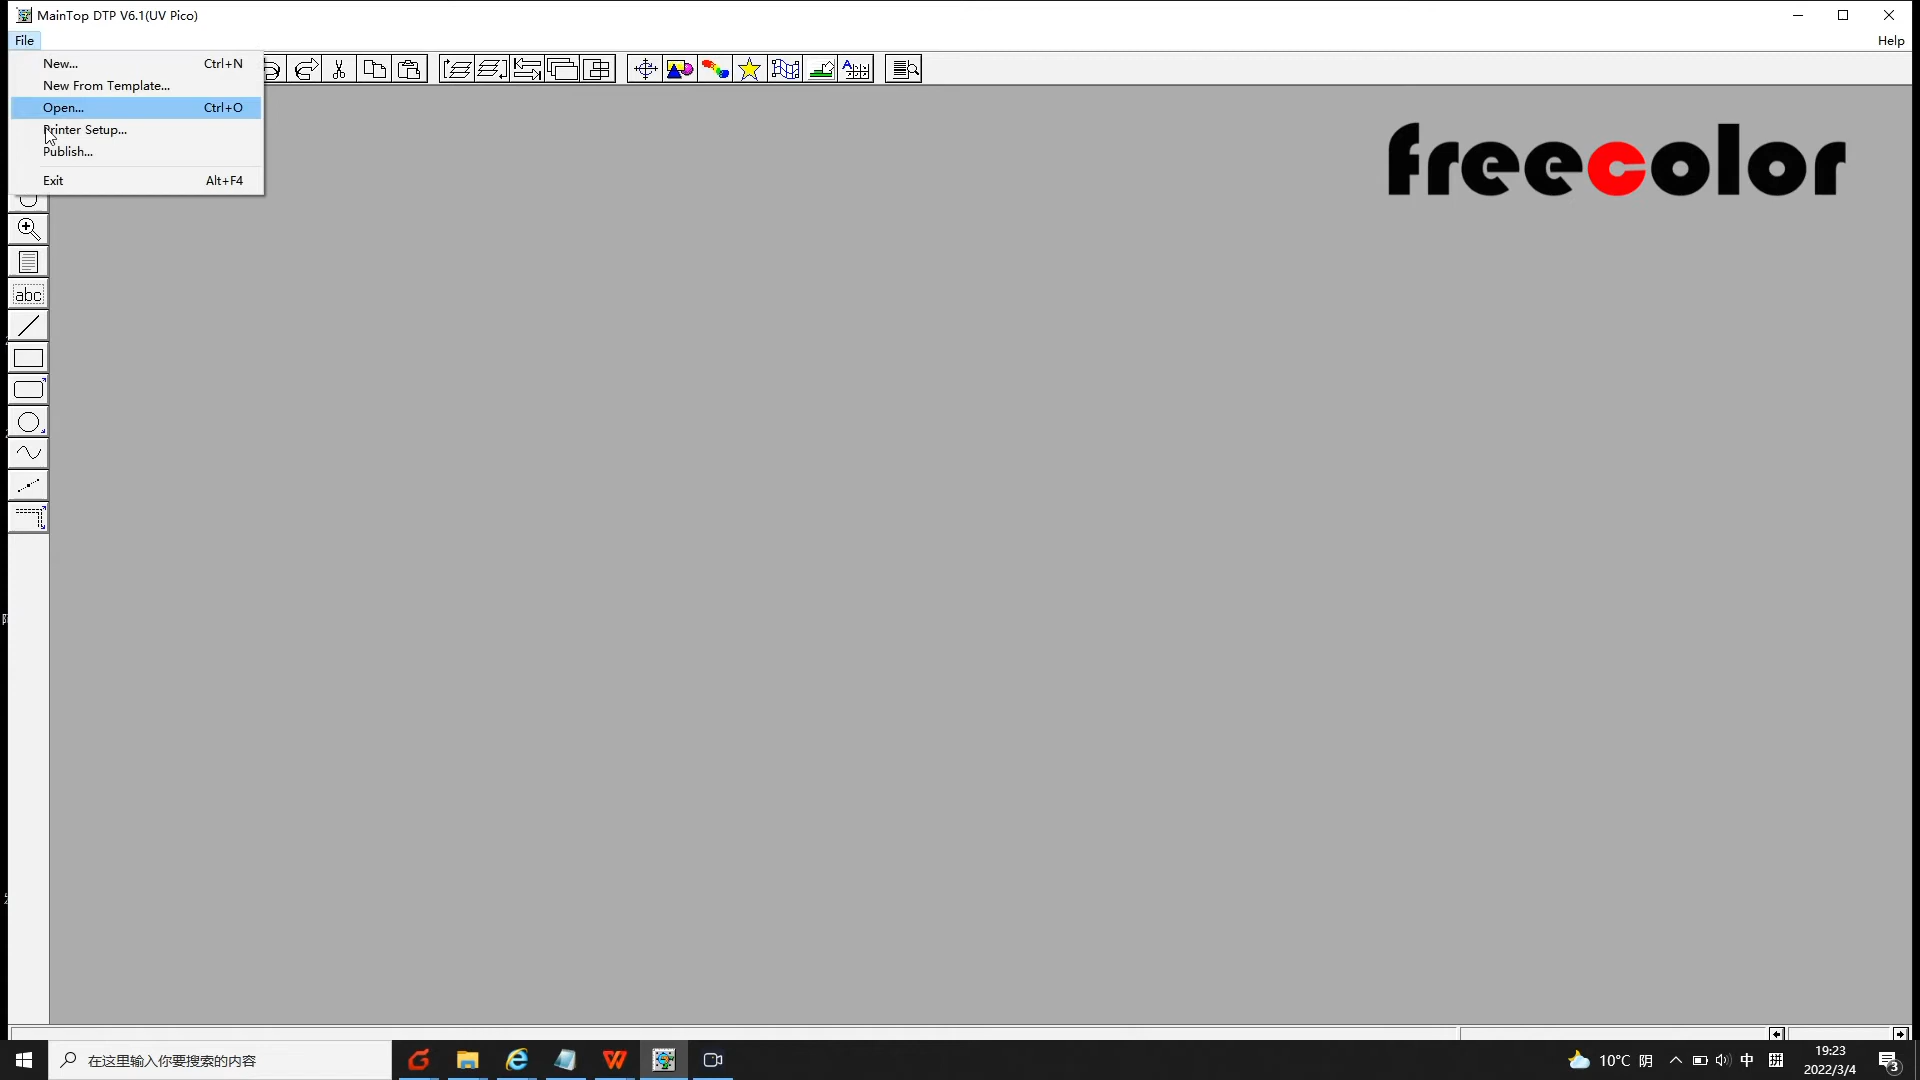 MainTop DTP V6.1(UV Pico)
File
Help
New... Ctrl+N
New From Template...
Open... Ctrl+O
Printer Setup...
Publish...
Exit Alt+F4
freecolor
abc
在这里输入你要搜索的内容
10°C 阴
中
拼
19:23
2022/3/4
3